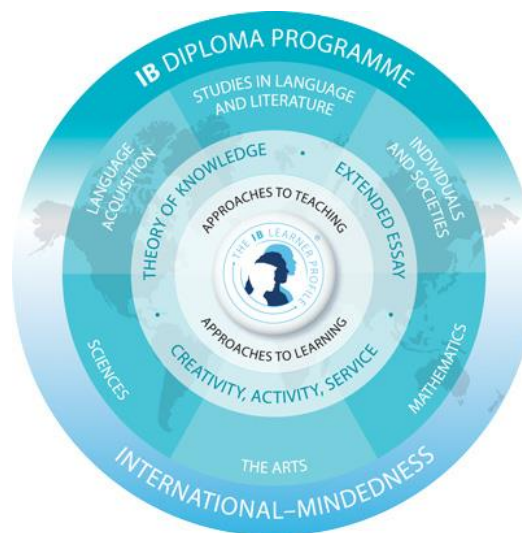 IB DIPLOMA PROGRAMME
STUDIES IN LANGUAGE
AND LITERATURE
LANGUAGE
ACQUISITION
INDIVIDUALS
AND SOCIETIES
THEORY OF KNOWLEDGE
·
EXTENDED ESSAY
APPROACHES TO TEACHING
THE IB LEARNER PROFILE
®
APPROACHES TO LEARNING
·
·
CREATIVITY, ACTIVITY, SERVICE
SCIENCES
MATHEMATICS
THE ARTS
INTERNATIONAL–MINDEDNESS